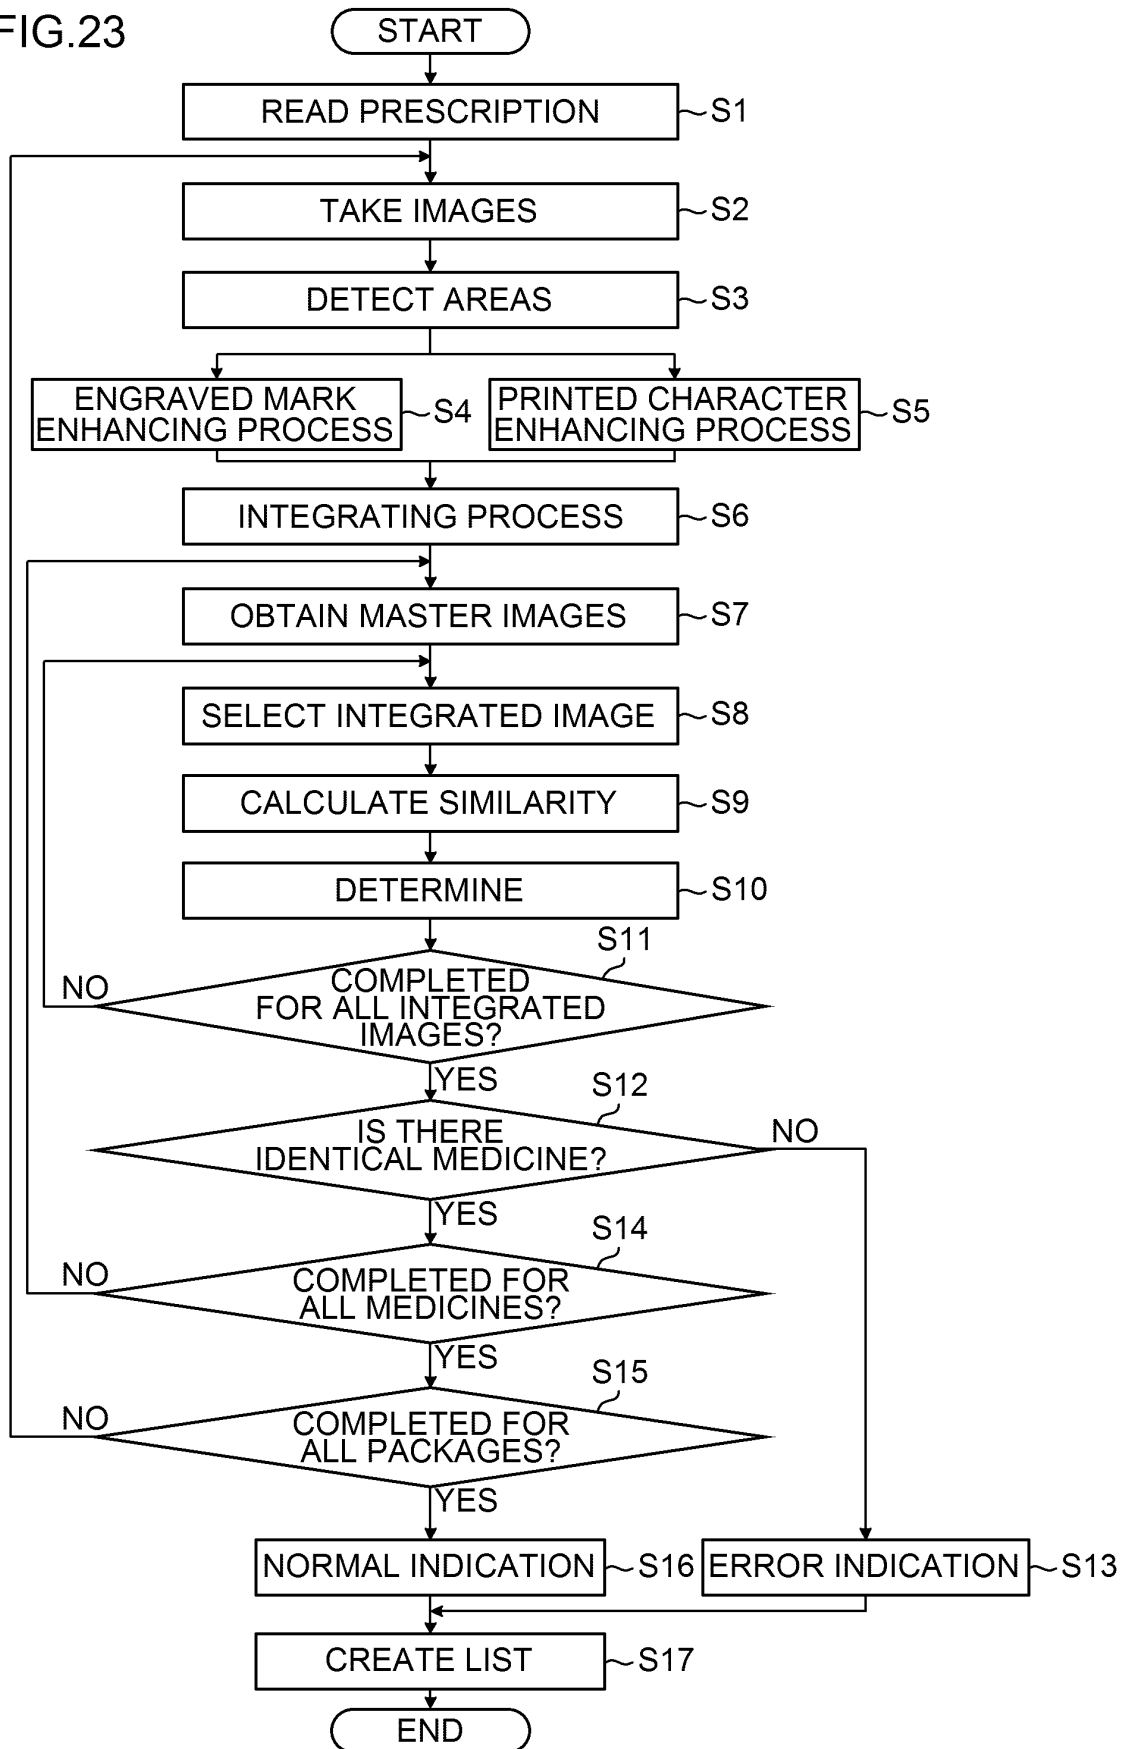 FIG.23
START
READ PRESCRIPTION
S1
TAKE IMAGES
S2
DETECT AREAS
S3
ENGRAVED MARK
ENHANCING PROCESS
S4
PRINTED CHARACTER
ENHANCING PROCESS
S5
INTEGRATING PROCESS
S6
OBTAIN MASTER IMAGES
S7
SELECT INTEGRATED IMAGE
S8
CALCULATE SIMILARITY
S9
DETERMINE
S10
S11
NO
COMPLETED
FOR ALL INTEGRATED
IMAGES?
YES
S12
IS THERE
IDENTICAL MEDICINE?
NO
YES
S14
NO
COMPLETED FOR
ALL MEDICINES?
YES
S15
NO
COMPLETED FOR
ALL PACKAGES?
YES
NORMAL INDICATION
S16
ERROR INDICATION
S13
CREATE LIST
S17
END